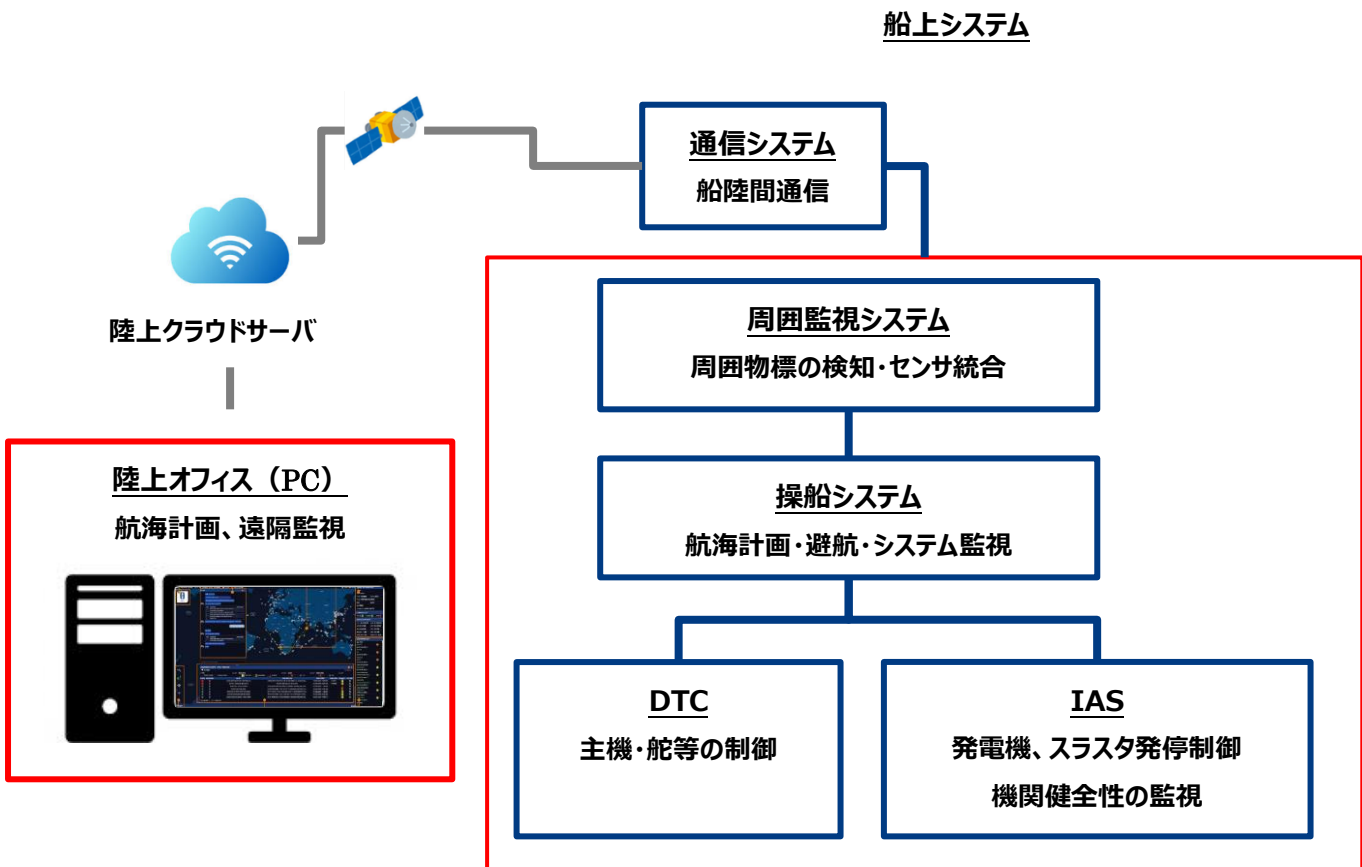 船上システム
通信システム
船陸間通信
陸上クラウドサーバ
周囲監視システム
周囲物標の検知・センサ統合
陸上オフィス（PC）
航海計画、遠隔監視
操船システム
航海計画・避航・システム監視
DTC
主機・舵等の制御
IAS
発電機、スラスタ発停制御
機関健全性の監視